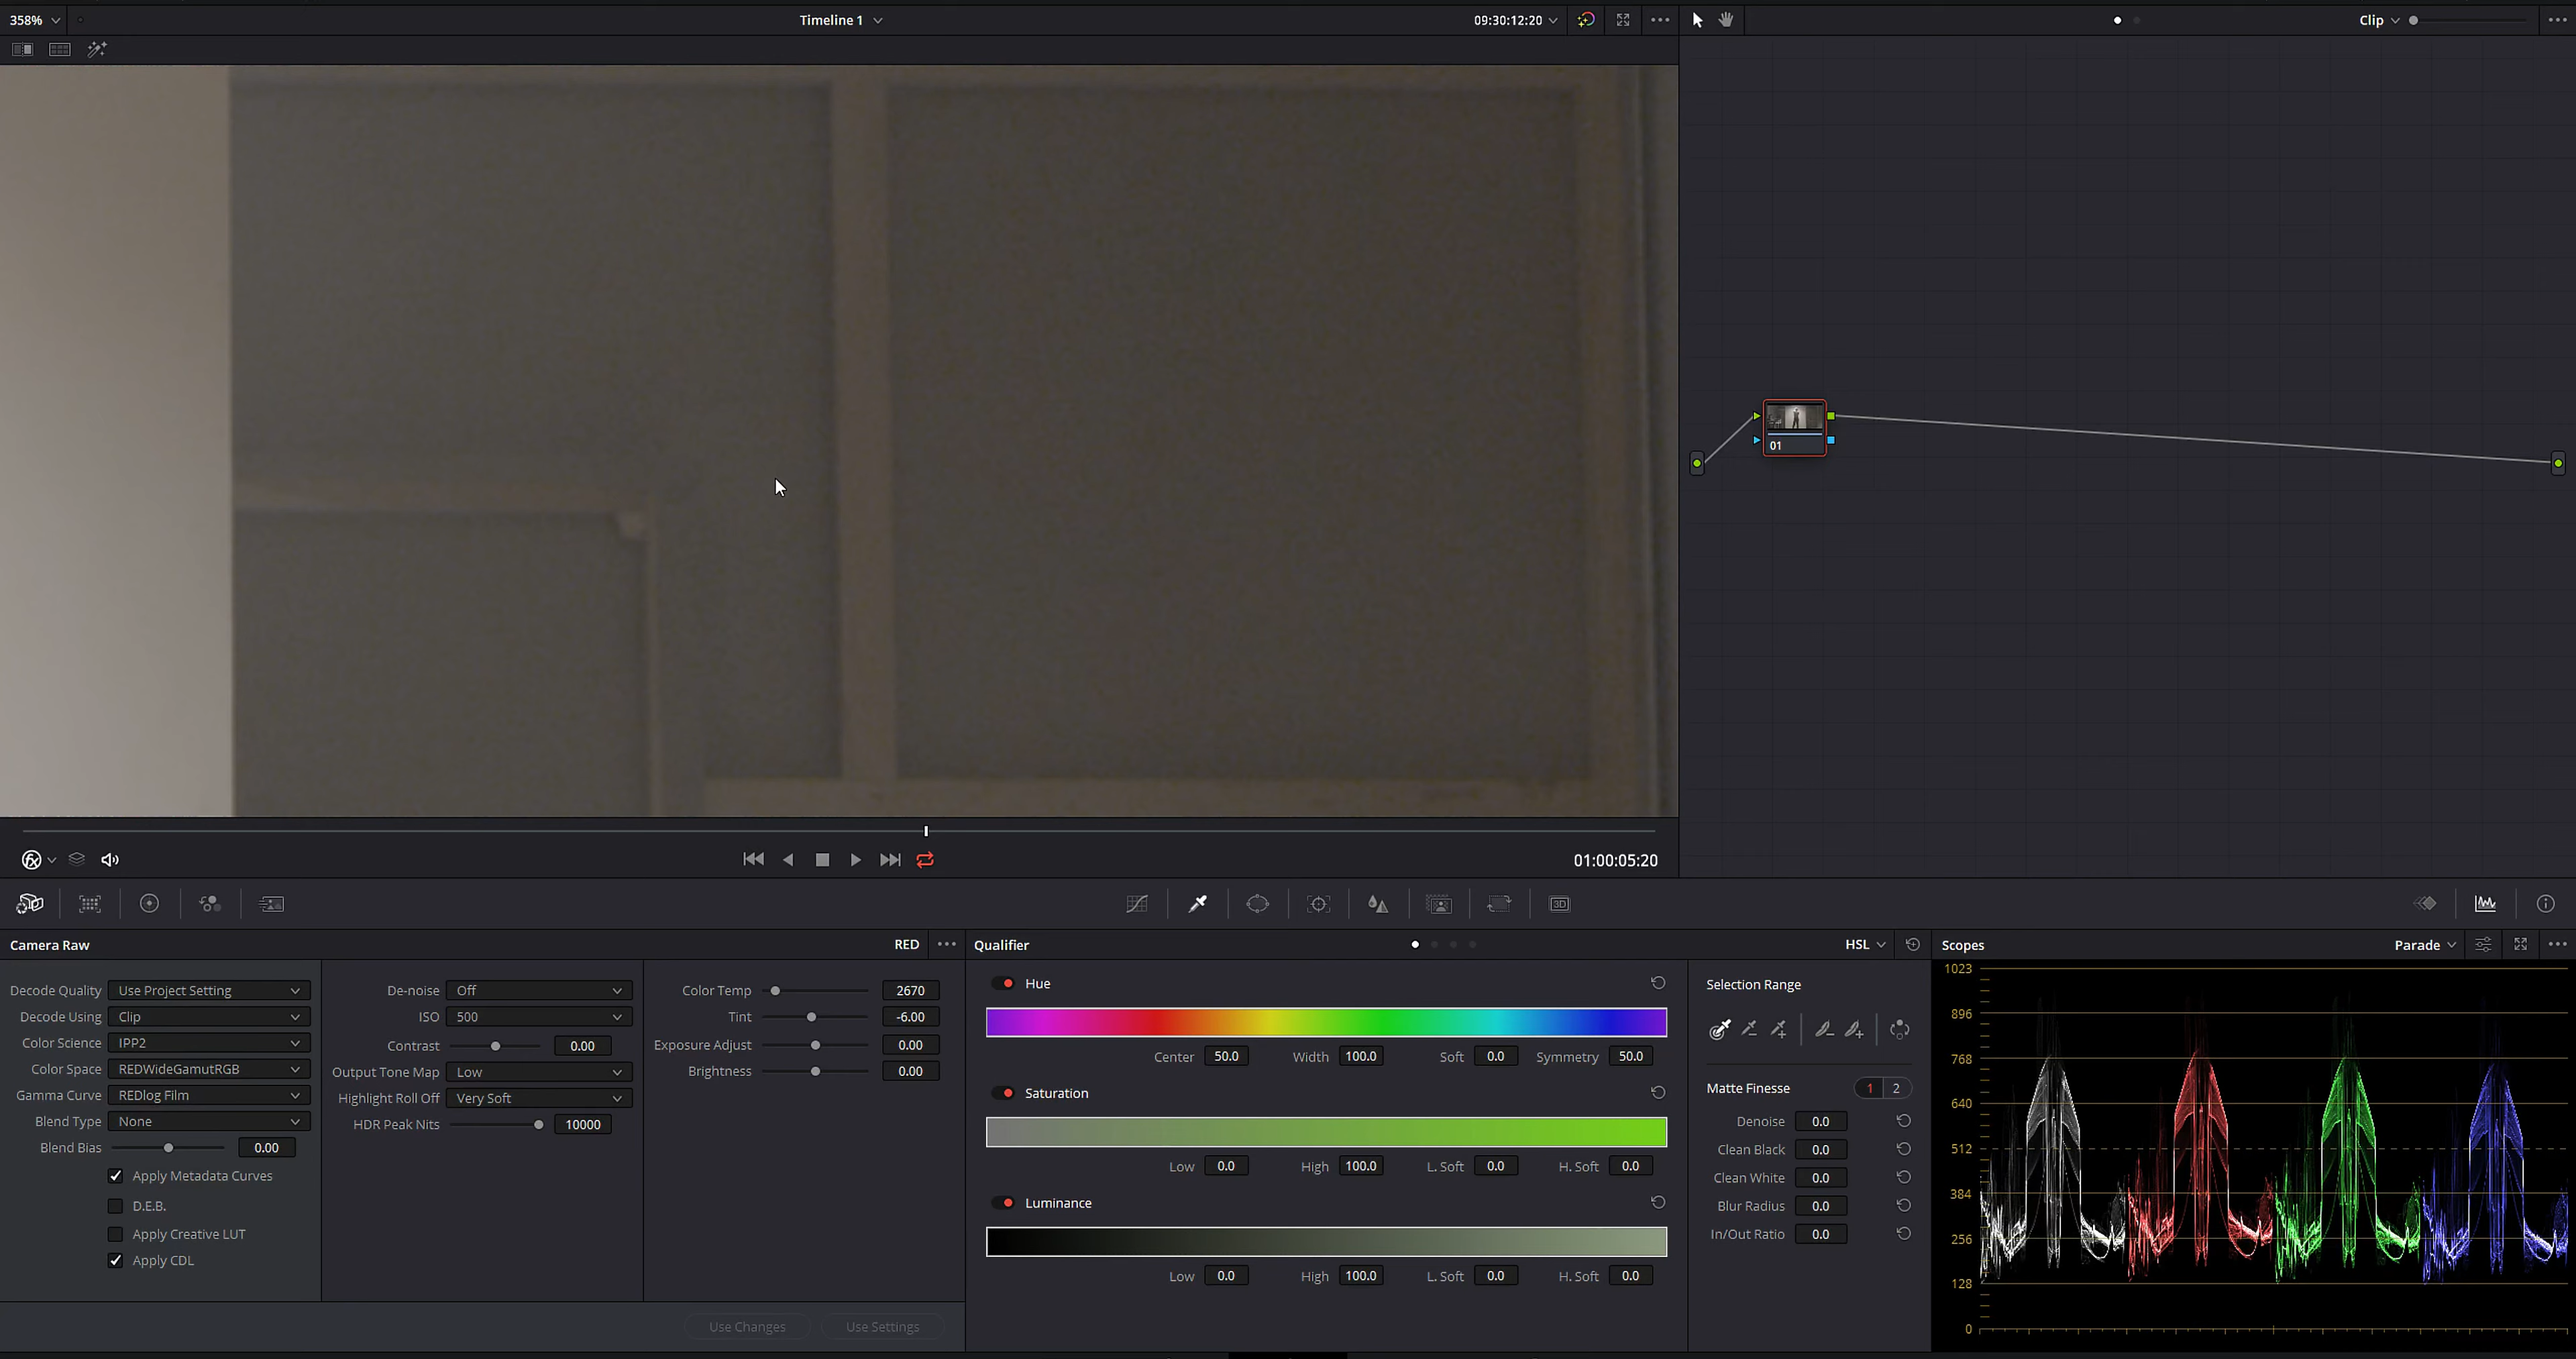 358% Timeline 1 09:30:12:20 Clip
01
01:00:05:20
Camera Raw RED
Decode Quality Use Project Setting
Decode Using Clip
Color Science IPP2
Color Space REDWideGamutRGB
Gamma Curve REDlog Film
Blend Type None
Blend Bias 0.00
Apply Metadata Curves
D.E.B.
Apply Creative LUT
Apply CDL
De-noise Off
ISO 500
Contrast 0.00
Output Tone Map Low
Highlight Roll Off Very Soft
HDR Peak Nits 10000
Color Temp 2670
Tint -6.00
Exposure Adjust 0.00
Brightness 0.00
Use Changes Use Settings
Qualifier HSL
Hue
Center 50.0 Width 100.0 Soft 0.0 Symmetry 50.0
Saturation
Low 0.0 High 100.0 L. Soft 0.0 H. Soft 0.0
Luminance
Low 0.0 High 100.0 L. Soft 0.0 H. Soft 0.0
Selection Range
Matte Finesse 1 2
Denoise 0.0
Clean Black 0.0
Clean White 0.0
Blur Radius 0.0
In/Out Ratio 0.0
3D
Scopes Parade
1023
896
768
640
512
384
256
128
0